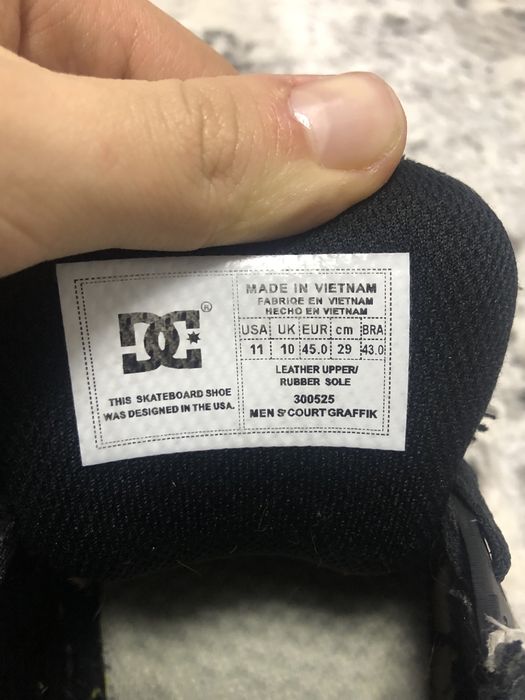 DC®
THIS SKATEBOARD SHOE
WAS DESIGNED IN THE USA.
MADE IN VIETNAM
FABRIQE EN VIETNAM
HECHO EN VIETNAM
USA UK EUR cm BRA
11 10 45.0 29 43.0
LEATHER UPPER/
RUBBER SOLE
300525
MEN S COURT GRAFFIK